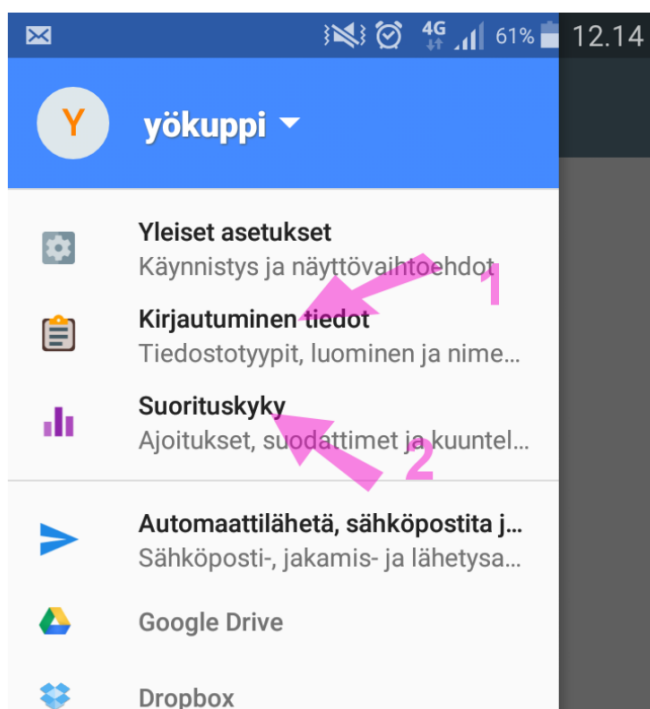 4G 61% 12.14
Y yökuppi
Yleiset asetukset
Käynnistys ja näyttövaihtoehdot
1
Kirjautuminen tiedot
Tiedostotyypit, luominen ja nime...
Suorituskyky
Ajoitukset, suodattimet ja kuuntel...
2
Automaattilähetä, sähköpostita j...
Sähköposti-, jakamis- ja lähetysa...
Google Drive
Dropbox